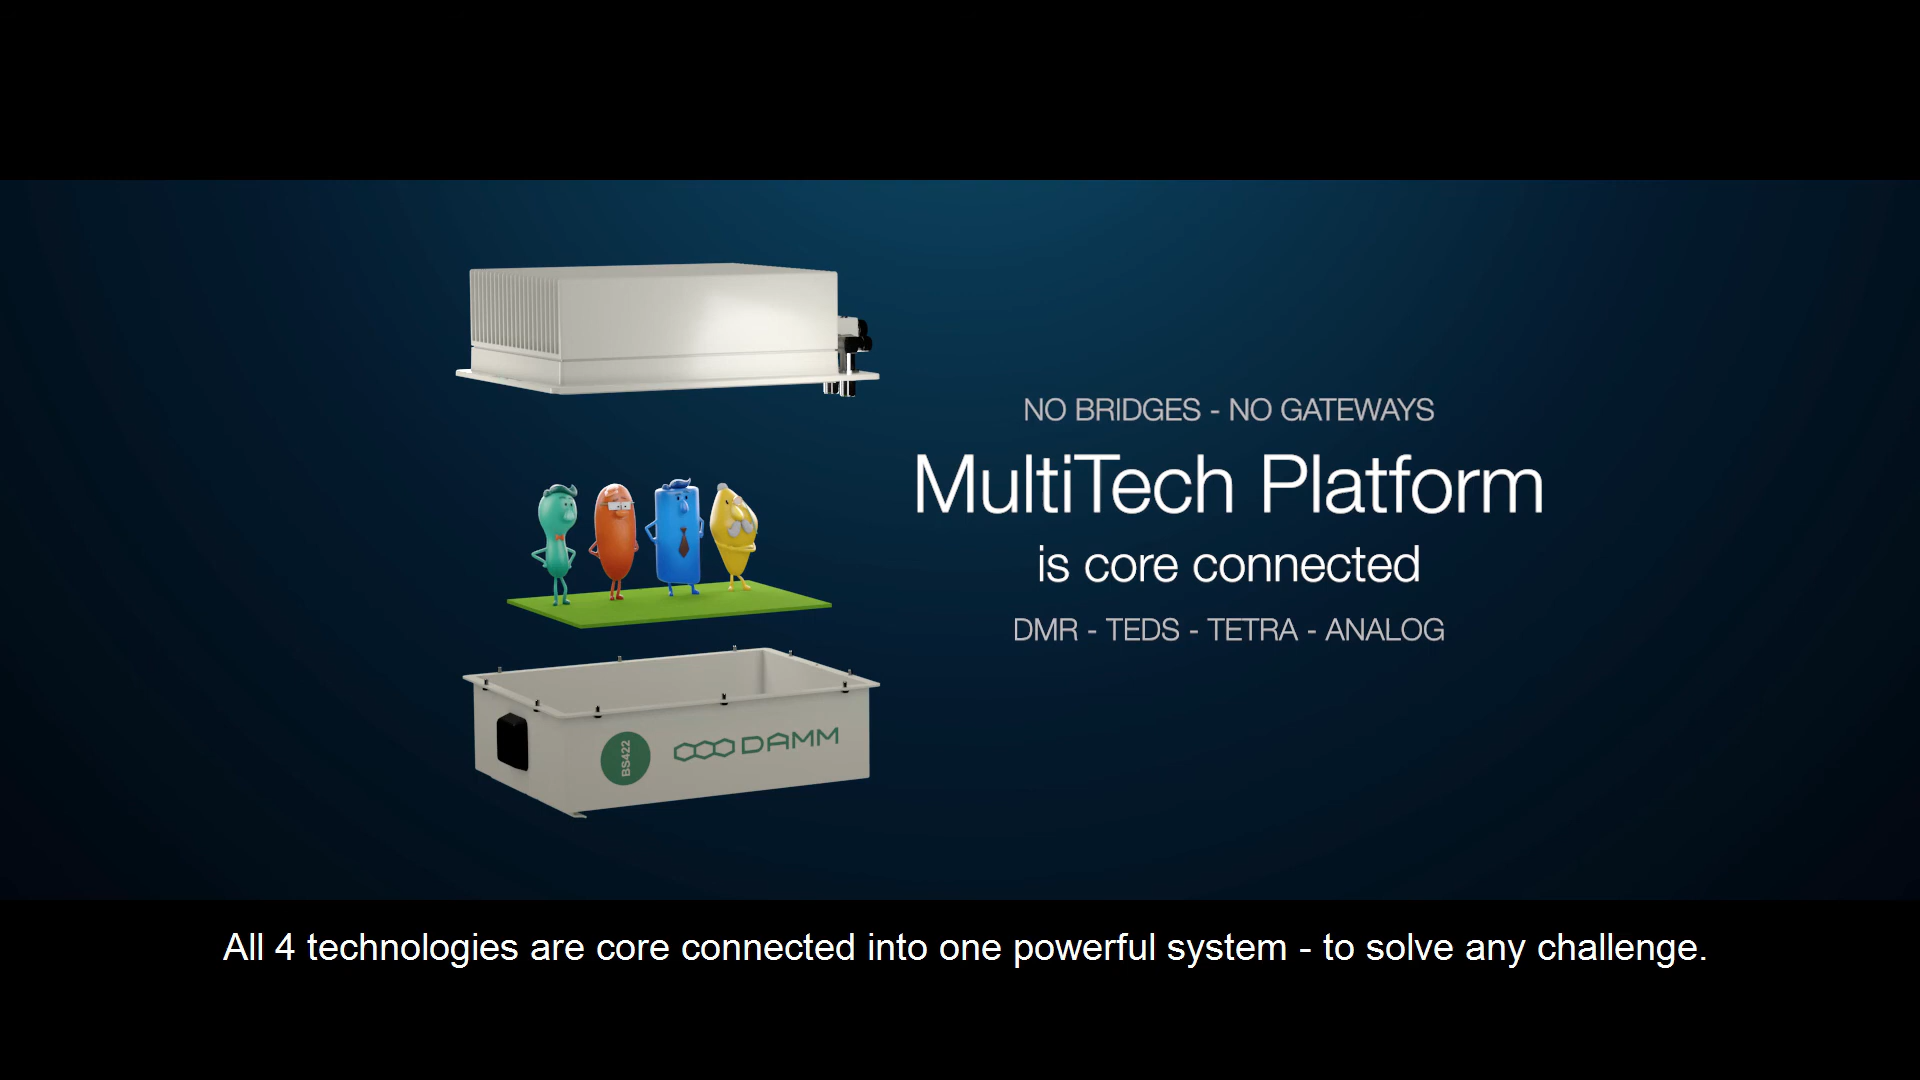 NO BRIDGES - NO GATEWAYS
MultiTech Platform
is core connected
DMR - TEDS - TETRA - ANALOG
BS422
DAMM
All 4 technologies are core connected into one powerful system - to solve any challenge.